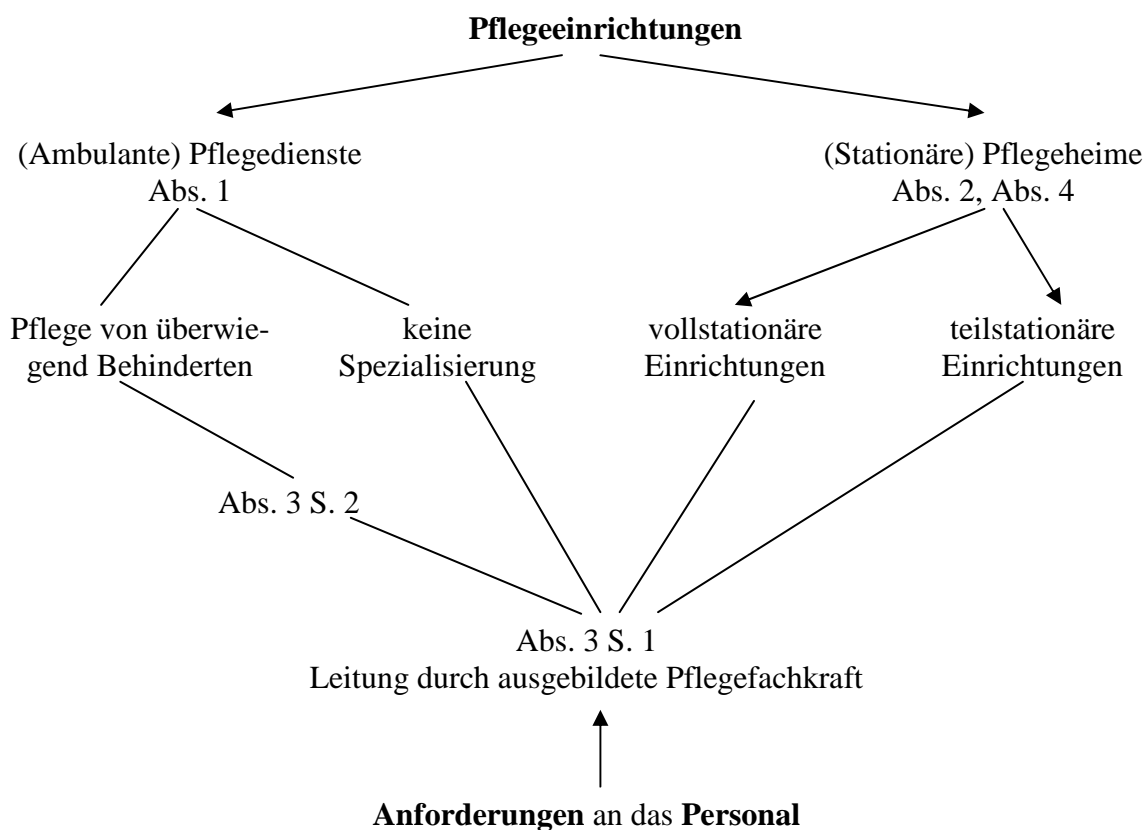 Pflegeeinrichtungen
(Ambulante) Pflegedienste
Abs. 1
(Stationäre) Pflegeheime
Abs. 2, Abs. 4
Pflege von überwie-
gend Behinderten
keine
Spezialisierung
vollstationäre
Einrichtungen
teilstationäre
Einrichtungen
Abs. 3 S. 2
Abs. 3 S. 1
Leitung durch ausgebildete Pflegefachkraft
Anforderungen an das Personal